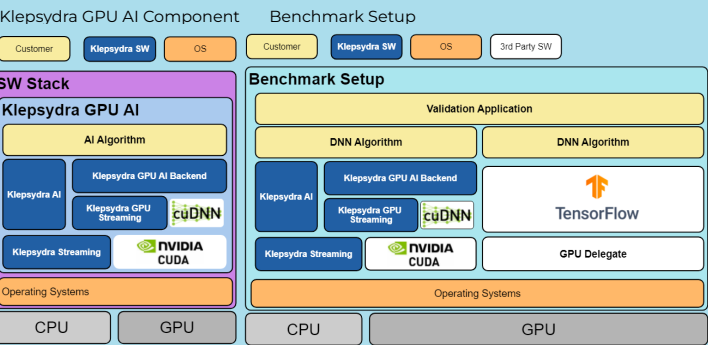 Klepsydra GPU AI Component
Customer
Klepsydra SW
OS
SW Stack
Klepsydra GPU AI
AI Algorithm
Klepsydra AI
Klepsydra GPU AI Backend
Klepsydra GPU
Streaming
cuDNN
Klepsydra Streaming
NVIDIA
CUDA
Operating Systems
CPU
GPU
Benchmark Setup
Customer
Klepsydra SW
OS
3rd Party SW
Benchmark Setup
Validation Application
DNN Algorithm
DNN Algorithm
Klepsydra AI
Klepsydra GPU AI Backend
Klepsydra GPU
Streaming
cuDNN
TensorFlow
Klepsydra Streaming
NVIDIA
CUDA
GPU Delegate
Operating Systems
CPU
GPU